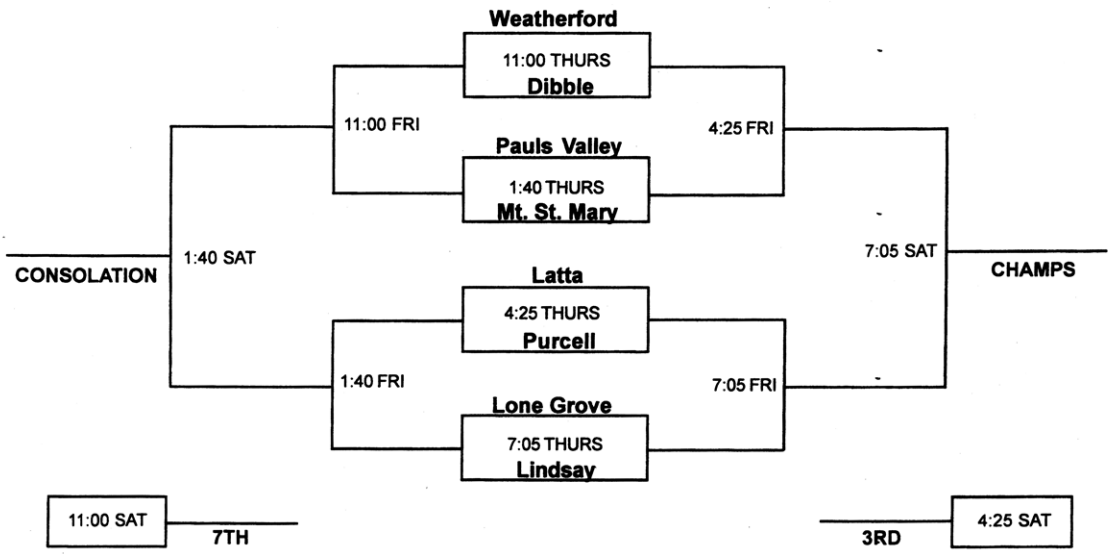 Weatherford
11:00 THURS
Dibble
11:00 FRI
4:25 FRI
Pauls Valley
1:40 THURS
Mt. St. Mary
1:40 SAT
7:05 SAT
CONSOLATION
CHAMPS
Latta
4:25 THURS
Purcell
1:40 FRI
7:05 FRI
Lone Grove
7:05 THURS
Lindsay
11:00 SAT
7TH
3RD
4:25 SAT